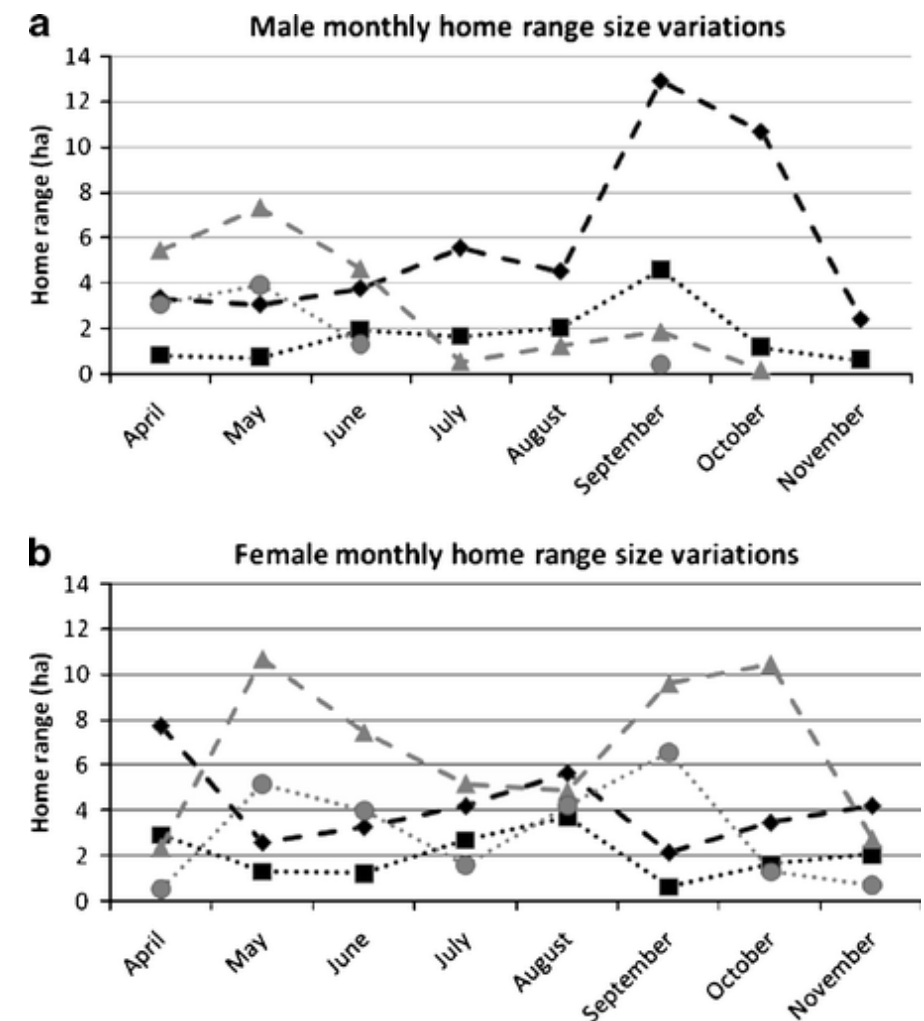 a
Male monthly home range size variations
Home range (ha)
14
12
10
8
6
4
2
0
April
May
June
July
August
September
October
November
b
Female monthly home range size variations
Home range (ha)
14
12
10
8
6
4
2
0
April
May
June
July
August
September
October
November